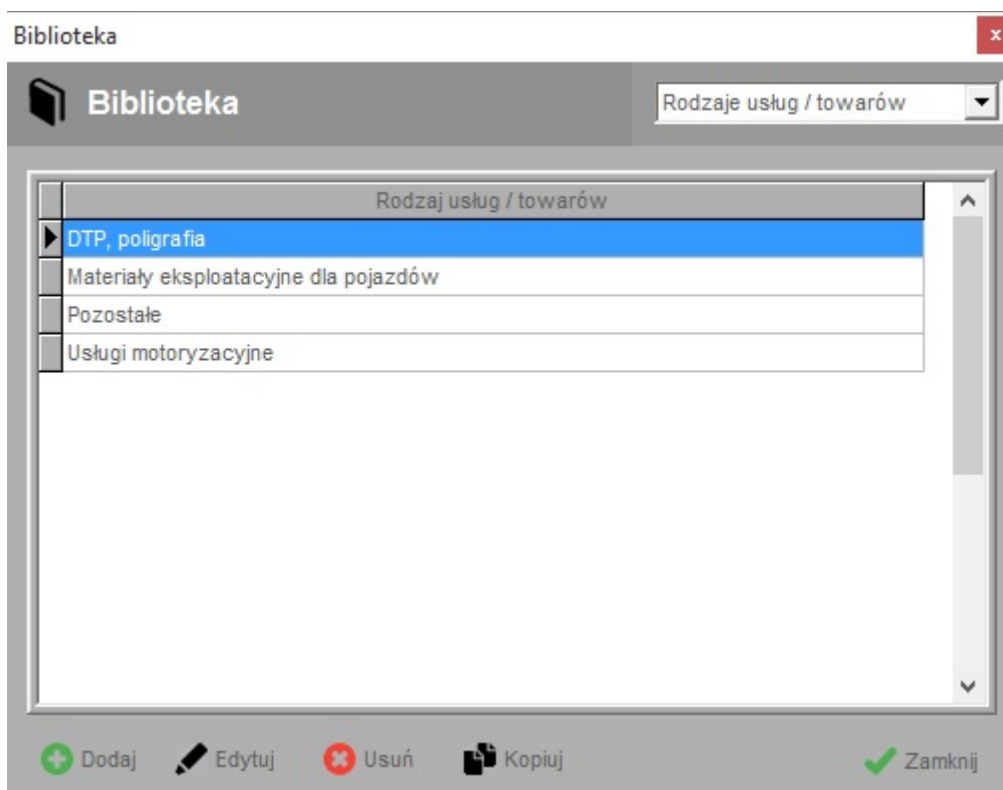 Biblioteka
x
Biblioteka
Rodzaje usług / towarów
Rodzaj usług / towarów
DTP, poligrafia
Materiały eksploatacyjne dla pojazdów
Pozostałe
Usługi motoryzacyjne
Dodaj Edytuj Usuń Kopiuj Zamknij